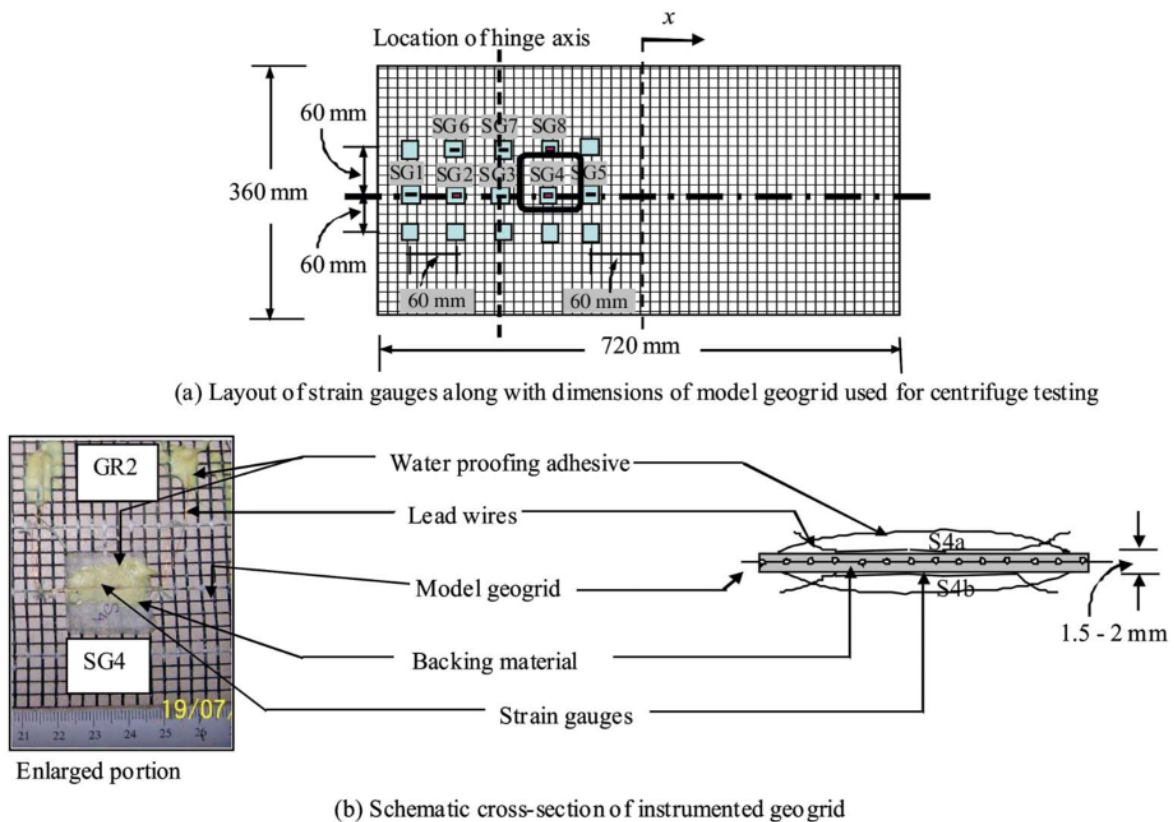 Location of hinge axis
x
60 mm
SG6 SG7 SG8
SG1 SG2 SG3 SG4 SG5
360 mm
60 mm
60 mm
60 mm
720 mm
(a) Layout of strain gauges along with dimensions of model geogrid used for centrifuge testing
GR2
Water proofing adhesive
Lead wires
S4a
Model geogrid
S4b
1.5 - 2 mm
SG4
Backing material
19/07
Strain gauges
21 22 23 24 25 26
Enlarged portion
(b) Schematic cross-section of instrumented geogrid